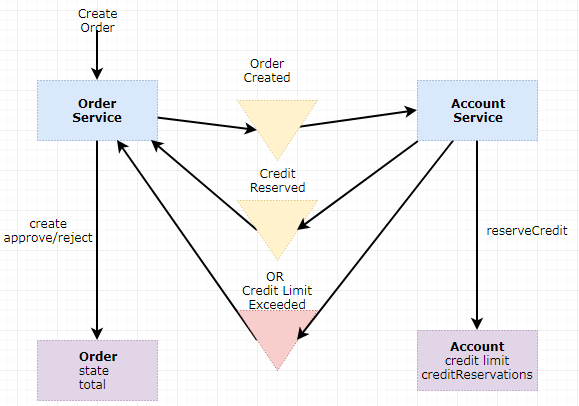 Create
Order
Order
Created
Order
Service
Account
Service
Credit
Reserved
create
approve/reject
reserveCredit
OR
Credit Limit
Exceeded
Order
state
total
Account
credit limit
creditReservations